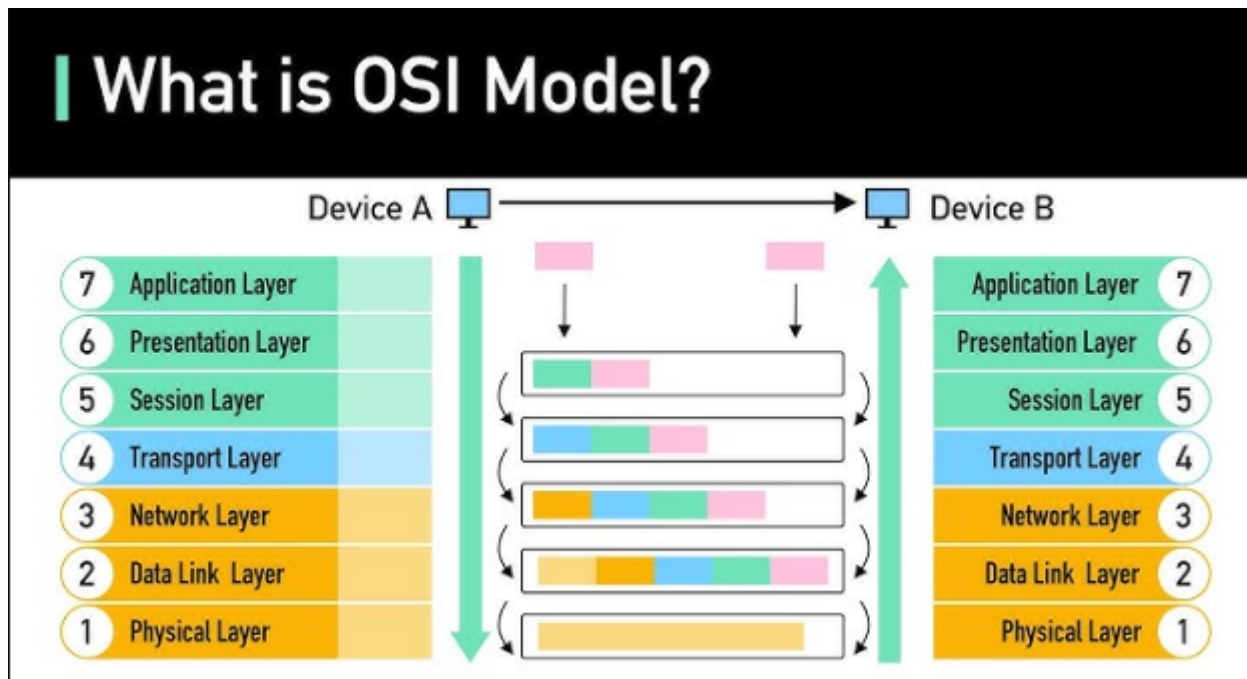 What is OSI Model?
Device A
Device B
7 Application Layer
6 Presentation Layer
5 Session Layer
4 Transport Layer
3 Network Layer
2 Data Link Layer
1 Physical Layer
Application Layer 7
Presentation Layer 6
Session Layer 5
Transport Layer 4
Network Layer 3
Data Link Layer 2
Physical Layer 1